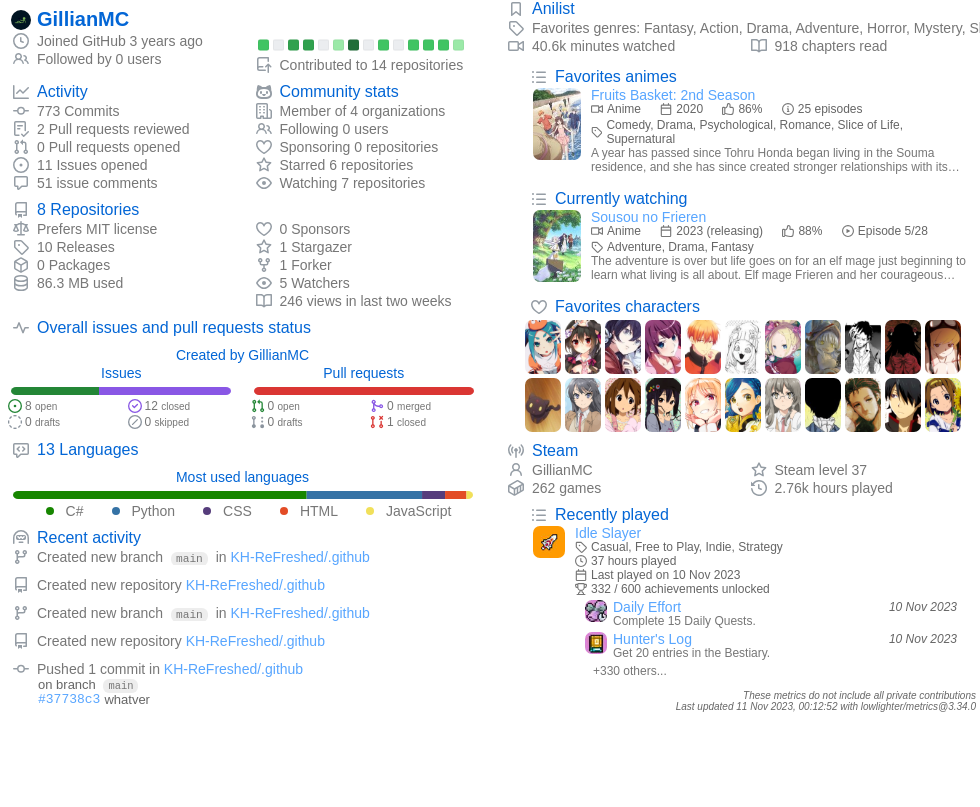 GillianMC
Joined GitHub 3 years ago
Followed by 0 users
Contributed to 14 repositories
Activity
773 Commits
2 Pull requests reviewed
0 Pull requests opened
11 Issues opened
51 issue comments
Community stats
Member of 4 organizations
Following 0 users
Sponsoring 0 repositories
Starred 6 repositories
Watching 7 repositories
8 Repositories
Prefers MIT license
10 Releases
0 Packages
86.3 MB used
0 Sponsors
1 Stargazer
1 Forker
5 Watchers
246 views in last two weeks
Overall issues and pull requests status
Created by GillianMC
Issues
8 open 12 closed
0 drafts 0 skipped
Pull requests
0 open 0 merged
0 drafts 1 closed
13 Languages
Most used languages
C# Python CSS HTML JavaScript
Recent activity
Created new branch main in KH-ReFreshed/.github
Created new repository KH-ReFreshed/.github
Created new branch main in KH-ReFreshed/.github
Created new repository KH-ReFreshed/.github
Pushed 1 commit in KH-ReFreshed/.github
on branch main
#37738c3 whatver
Anilist
Favorites genres: Fantasy, Action, Drama, Adventure, Horror, Mystery, Sl
40.6k minutes watched 918 chapters read
Favorites animes
Fruits Basket: 2nd Season
Anime 2020 86% 25 episodes
Comedy, Drama, Psychological, Romance, Slice of Life,
Supernatural
A year has passed since Tohru Honda began living in the Souma
residence, and she has since created stronger relationships with its…
Currently watching
Sousou no Frieren
Anime 2023 (releasing) 88% Episode 5/28
Adventure, Drama, Fantasy
The adventure is over but life goes on for an elf mage just beginning to
learn what living is all about. Elf mage Frieren and her courageous…
Favorites characters
Steam
GillianMC Steam level 37
262 games 2.76k hours played
Recently played
Idle Slayer
Casual, Free to Play, Indie, Strategy
37 hours played
Last played on 10 Nov 2023
332 / 600 achievements unlocked
Daily Effort 10 Nov 2023
Complete 15 Daily Quests.
Hunter's Log 10 Nov 2023
Get 20 entries in the Bestiary.
+330 others...
These metrics do not include all private contributions
Last updated 11 Nov 2023, 00:12:52 with lowlighter/metrics@3.34.0